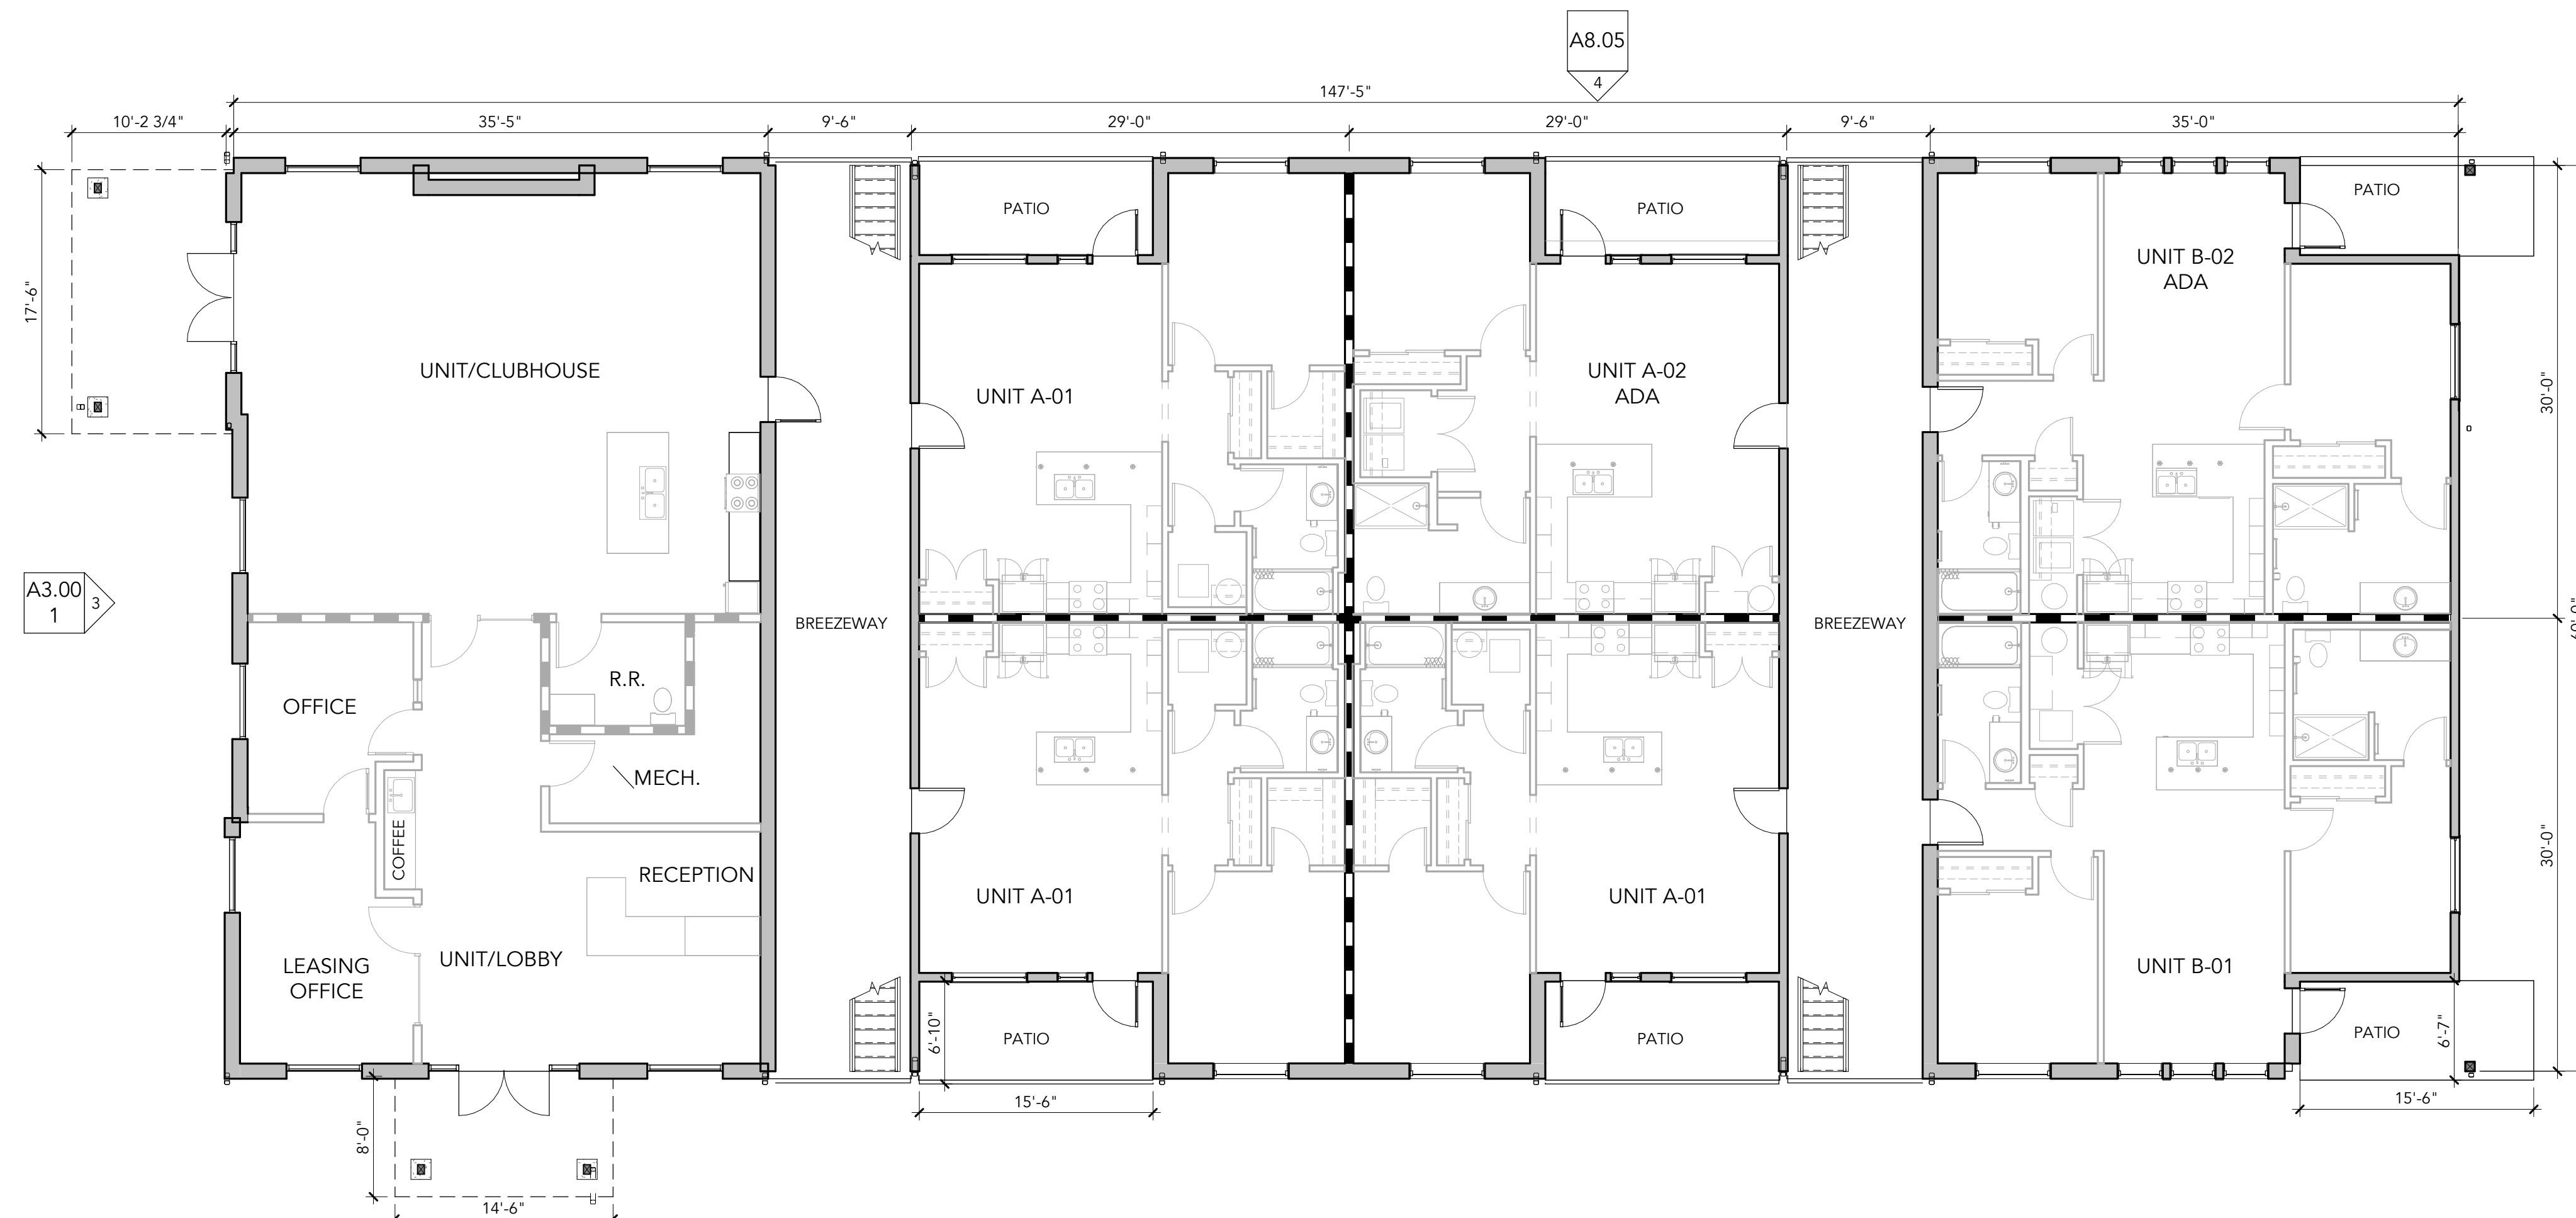 A8.05
4
147'-5"
10'-2 3/4"
35'-5"
9'-6"
29'-0"
29'-0"
9'-6"
35'-0"
PATIO
PATIO
PATIO
17'-6"
UNIT B-02
ADA
30'-0"
UNIT/CLUBHOUSE
UNIT A-01
UNIT A-02
ADA
A3.00
1
3
BREEZEWAY
BREEZEWAY
OFFICE
R.R.
MECH.
COFFEE
RECEPTION
30'-0"
UNIT A-01
UNIT A-01
LEASING
OFFICE
UNIT/LOBBY
UNIT B-01
6'-10"
PATIO
PATIO
PATIO
6'-7"
15'-6"
15'-6"
8'-0"
14'-6"